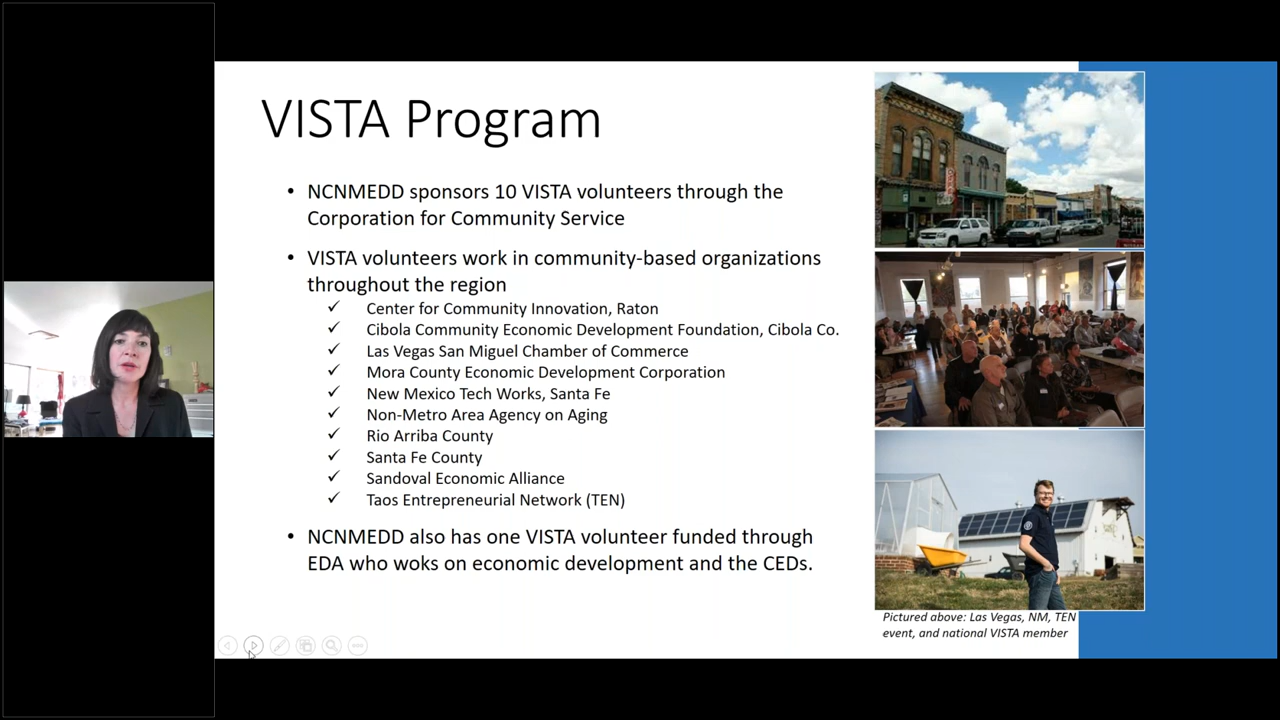 VISTA Program
• NCNMEDD sponsors 10 VISTA volunteers through the
Corporation for Community Service
• VISTA volunteers work in community-based organizations
throughout the region
✓ Center for Community Innovation, Raton
✓ Cibola Community Economic Development Foundation, Cibola Co.
✓ Las Vegas San Miguel Chamber of Commerce
✓ Mora County Economic Development Corporation
✓ New Mexico Tech Works, Santa Fe
✓ Non-Metro Area Agency on Aging
✓ Rio Arriba County
✓ Santa Fe County
✓ Sandoval Economic Alliance
✓ Taos Entrepreneurial Network (TEN)
• NCNMEDD also has one VISTA volunteer funded through
EDA who woks on economic development and the CEDs.
Pictured above: Las Vegas, NM, TEN
event, and national VISTA member